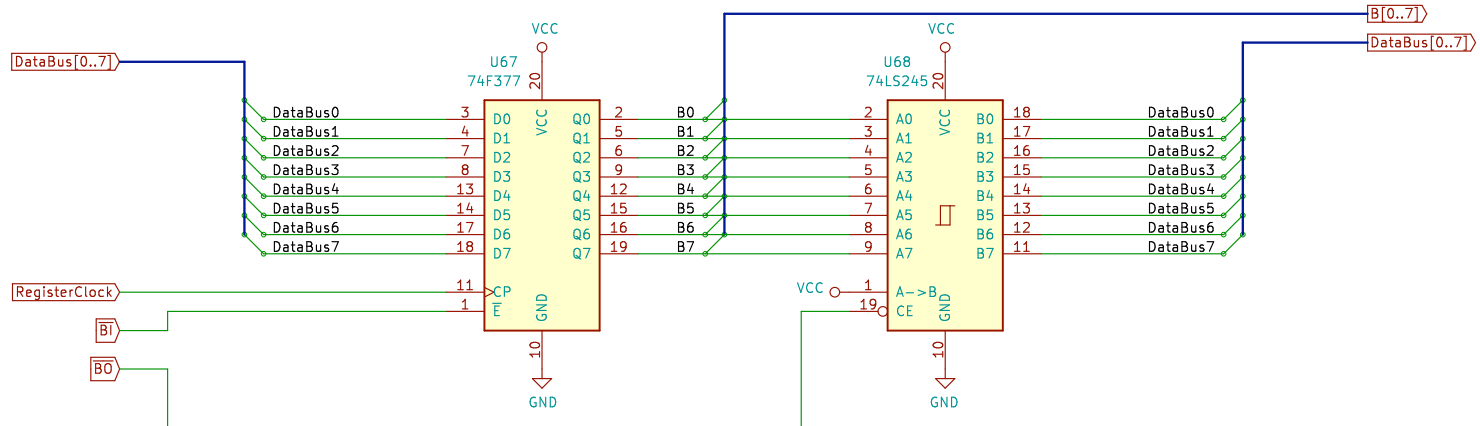 B[0..7]
VCC VCC
DataBus[0..7]
DataBus[0..7]
U67 U68
74F377 74LS245
20 20
VCC VCC
DataBus0 3 D0 Q0 2 B0 2 A0 B0 18 DataBus0
DataBus1 4 D1 Q1 5 B1 3 A1 B1 17 DataBus1
DataBus2 7 D2 Q2 6 B2 4 A2 B2 16 DataBus2
DataBus3 8 D3 Q3 9 B3 5 A3 B3 15 DataBus3
DataBus4 13 D4 Q4 12 B4 6 A4 B4 14 DataBus4
DataBus5 14 D5 Q5 15 B5 7 A5 B5 13 DataBus5
DataBus6 17 D6 Q6 16 B6 8 A6 B6 12 DataBus6
DataBus7 18 D7 Q7 19 B7 9 A7 B7 11 DataBus7
RegisterClock 11 CP VCC 1 A->B
1 E̅ GND 19 CE GND
B̅I̅
10 10
B̅O̅
GND GND